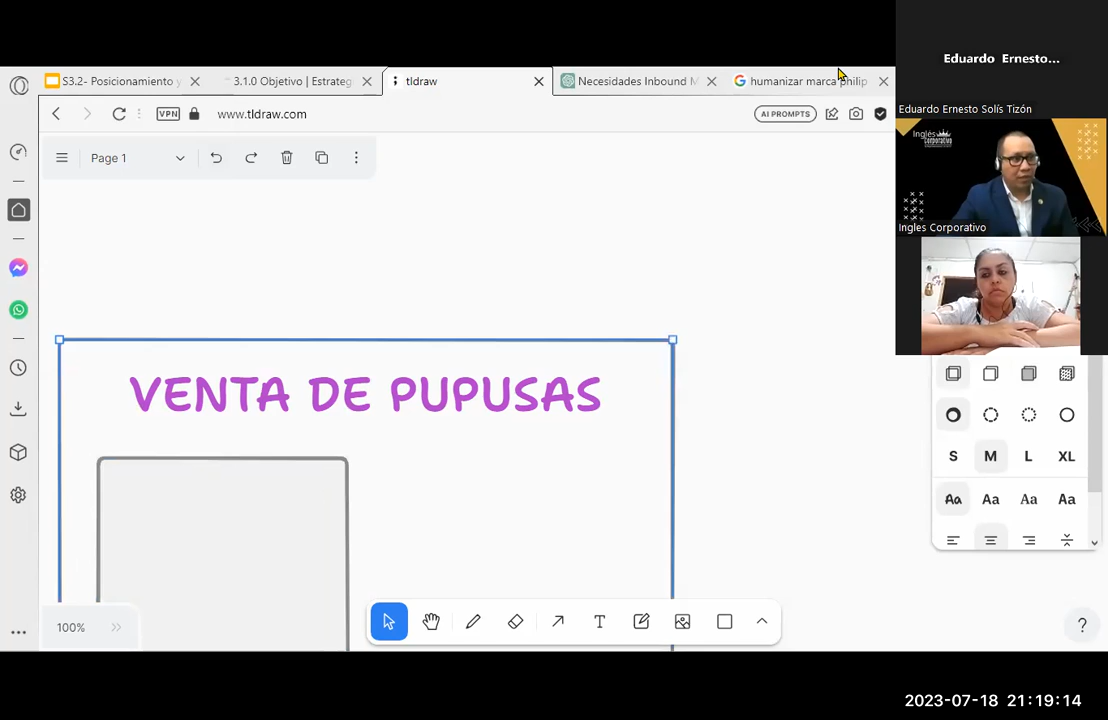 Eduardo Ernesto...
S3.2- Posicionamiento y
3.1.0 Objetivo | Estrateg
tldraw
Necesidades Inbound M
humanizar marca philip
Eduardo Ernesto Solís Tizón
VPN
www.tldraw.com
AI PROMPTS
Inglés
Corporativo
Page 1
Ingles Corporativo
VENTA DE PUPUSAS
S M L XL
Aa Aa Aa Aa
100%
T
?
2023-07-18 21:19:14